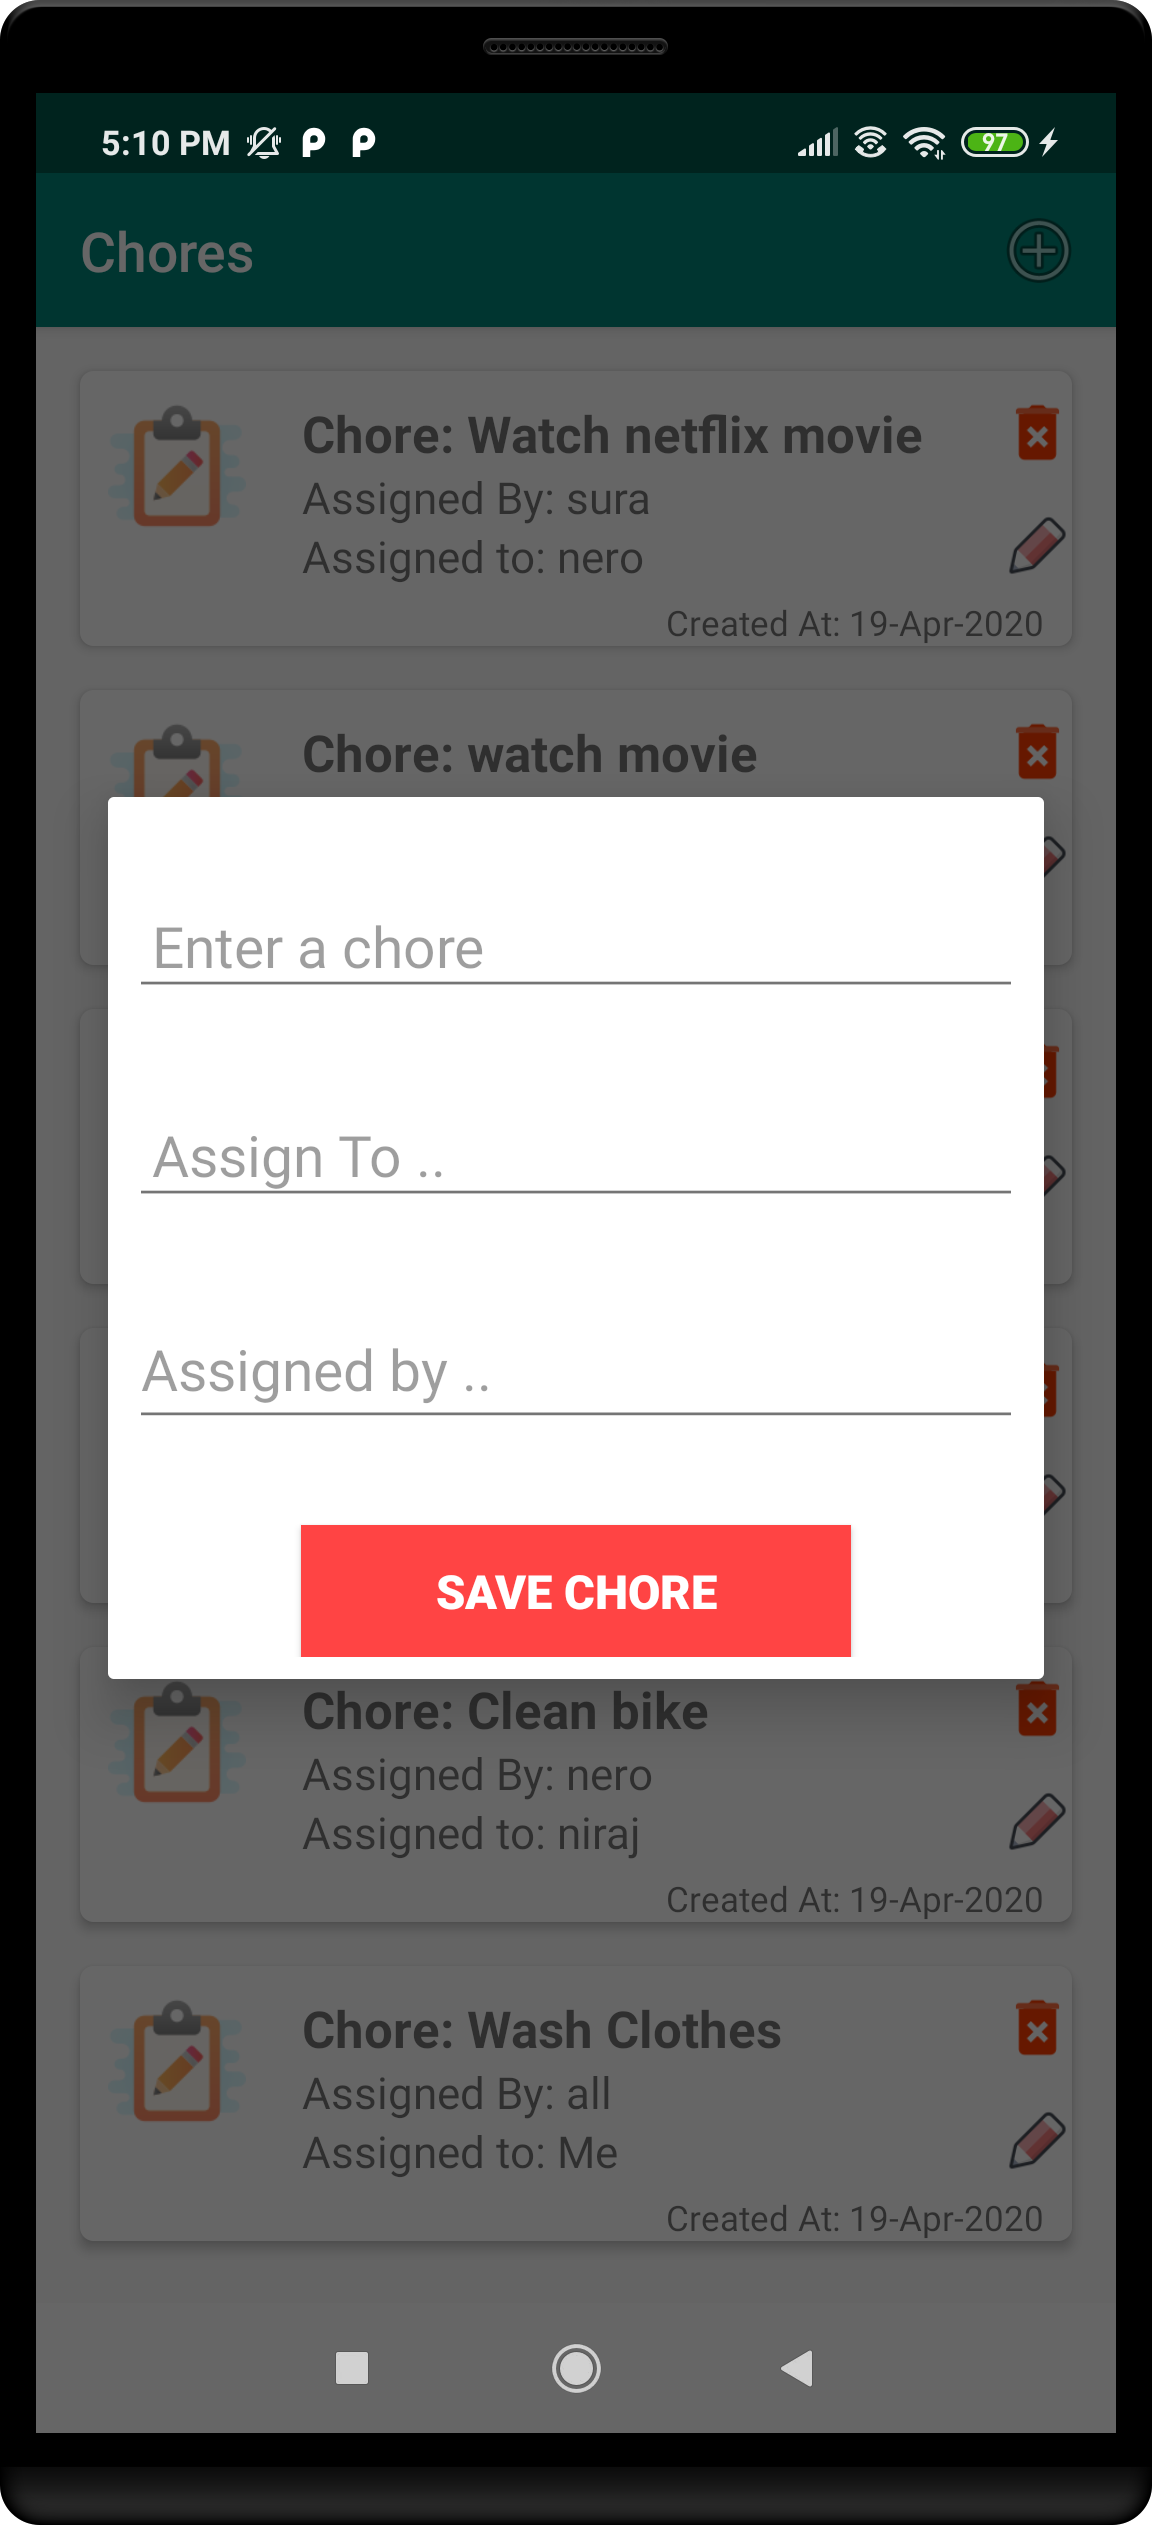 5:10 PM
97
Chores
Chore: Watch netflix movie
Assigned By: sura
Assigned to: nero
Created At: 19-Apr-2020
Chore: watch movie
Enter a chore
Assign To ..
Assigned by ..
SAVE CHORE
Chore: Clean bike
Assigned By: nero
Assigned to: niraj
Created At: 19-Apr-2020
Chore: Wash Clothes
Assigned By: all
Assigned to: Me
Created At: 19-Apr-2020